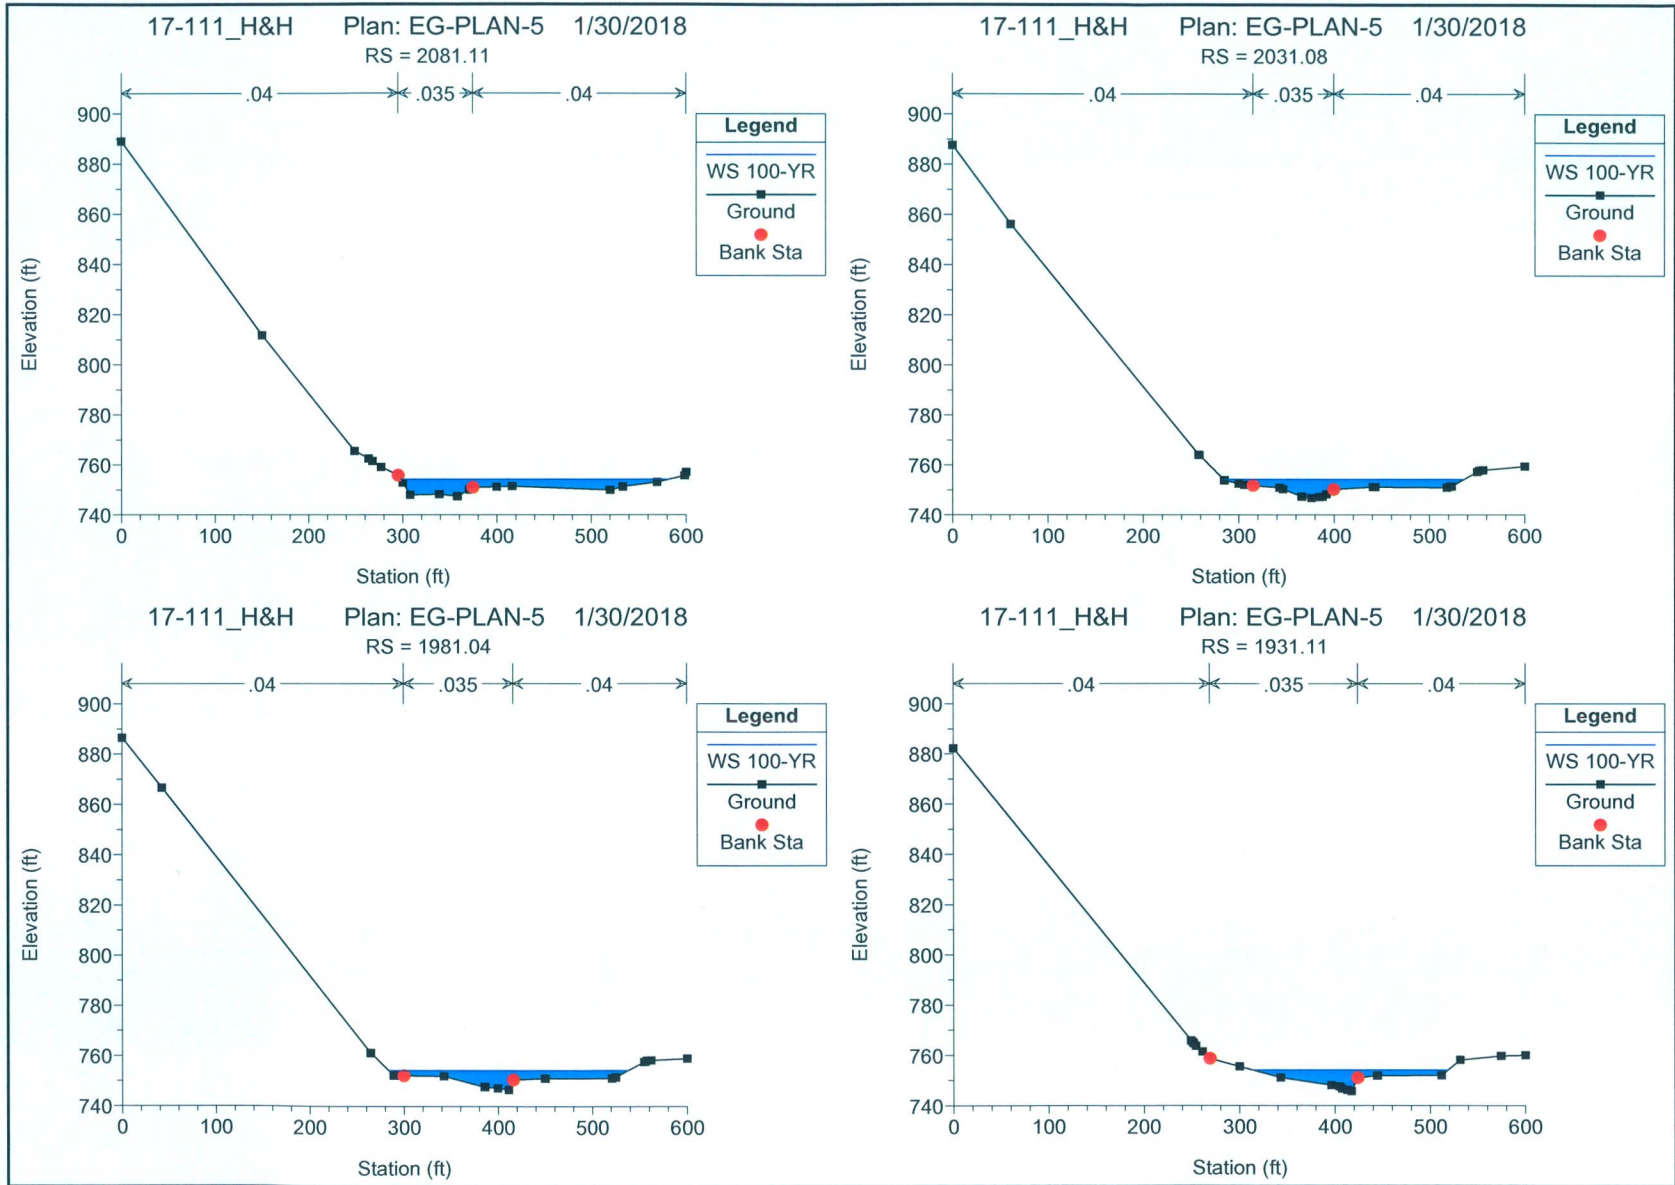 17-111_H&H Plan: EG-PLAN-5 1/30/2018
RS = 2081.11
.04 .035 .04
900
880
860
840
820
800
780
760
740
Elevation (ft)
0 100 200 300 400 500 600
Station (ft)
Legend
WS 100-YR
Ground
Bank Sta
17-111_H&H Plan: EG-PLAN-5 1/30/2018
RS = 2031.08
.04 .035 .04
900
880
860
840
820
800
780
760
740
Elevation (ft)
0 100 200 300 400 500 600
Station (ft)
Legend
WS 100-YR
Ground
Bank Sta
17-111_H&H Plan: EG-PLAN-5 1/30/2018
RS = 1981.04
.04 .035 .04
900
880
860
840
820
800
780
760
740
Elevation (ft)
0 100 200 300 400 500 600
Station (ft)
Legend
WS 100-YR
Ground
Bank Sta
17-111_H&H Plan: EG-PLAN-5 1/30/2018
RS = 1931.11
.04 .035 .04
900
880
860
840
820
800
780
760
740
Elevation (ft)
0 100 200 300 400 500 600
Station (ft)
Legend
WS 100-YR
Ground
Bank Sta